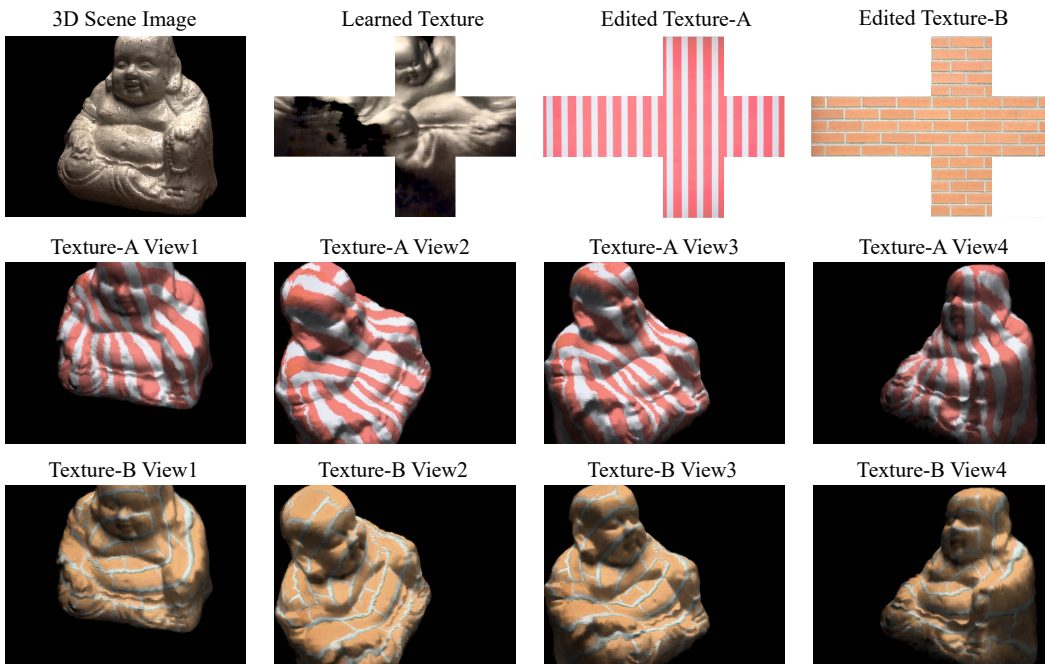 3D Scene Image
Learned Texture
Edited Texture-A
Edited Texture-B
Texture-A View1
Texture-A View2
Texture-A View3
Texture-A View4
Texture-B View1
Texture-B View2
Texture-B View3
Texture-B View4